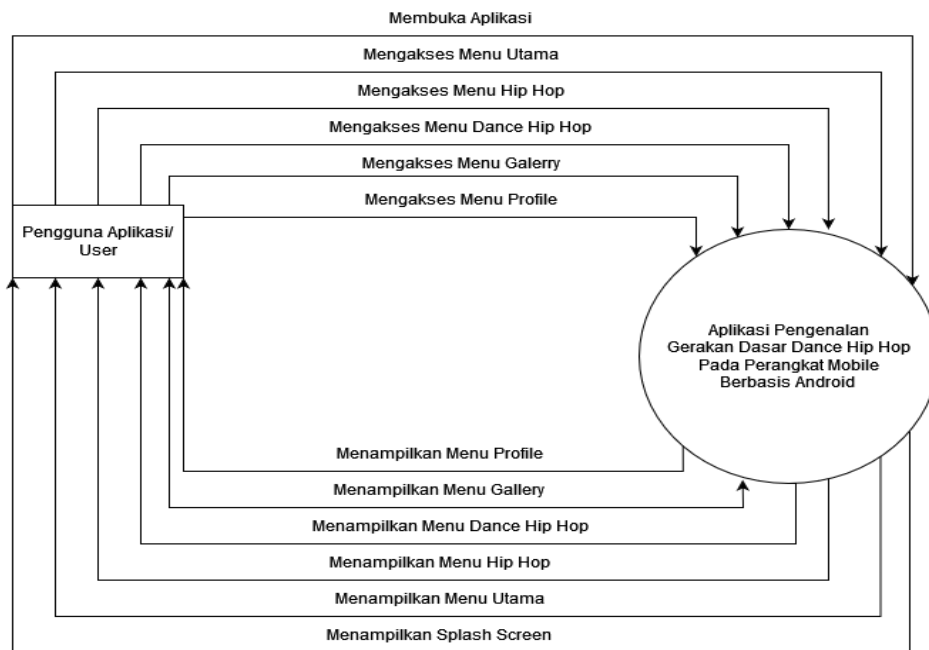 Membuka Aplikasi
Mengakses Menu Utama
Mengakses Menu Hip Hop
Mengakses Menu Dance Hip Hop
Mengakses Menu Galerry
Mengakses Menu Profile
Pengguna Aplikasi/
User
Aplikasi Pengenalan
Gerakan Dasar Dance Hip Hop
Pada Perangkat Mobile
Berbasis Android
Menampilkan Menu Profile
Menampilkan Menu Gallery
Menampilkan Menu Dance Hip Hop
Menampilkan Menu Hip Hop
Menampilkan Menu Utama
Menampilkan Splash Screen